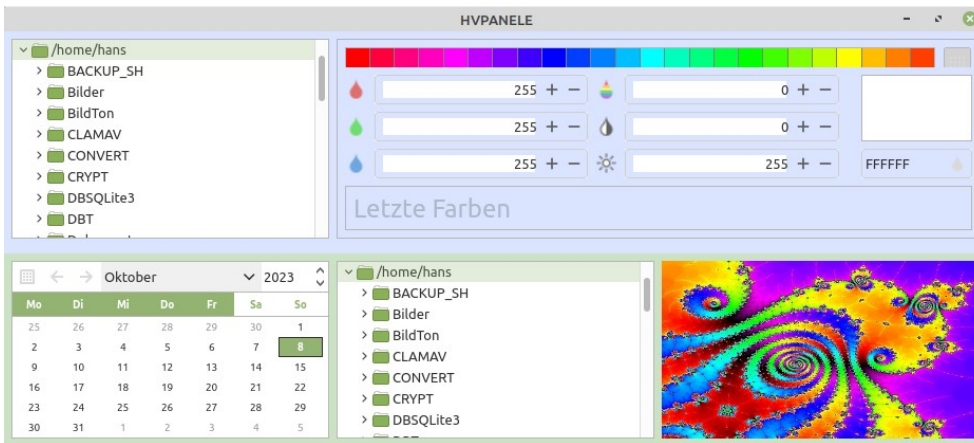 HVPANELE
/home/hans
BACKUP_SH
Bilder
BildTon
CLAMAV
CONVERT
CRYPT
DBSQLite3
DBT
255 + − 0 + −
255 + − 0 + −
255 + − 255 + − FFFFFF
Letzte Farben
Oktober 2023
Mo Di Mi Do Fr Sa So
25 26 27 28 29 30 1
2 3 4 5 6 7 8
9 10 11 12 13 14 15
16 17 18 19 20 21 22
23 24 25 26 27 28 29
30 31 1 2 3 4 5
/home/hans
BACKUP_SH
Bilder
BildTon
CLAMAV
CONVERT
CRYPT
DBSQLite3